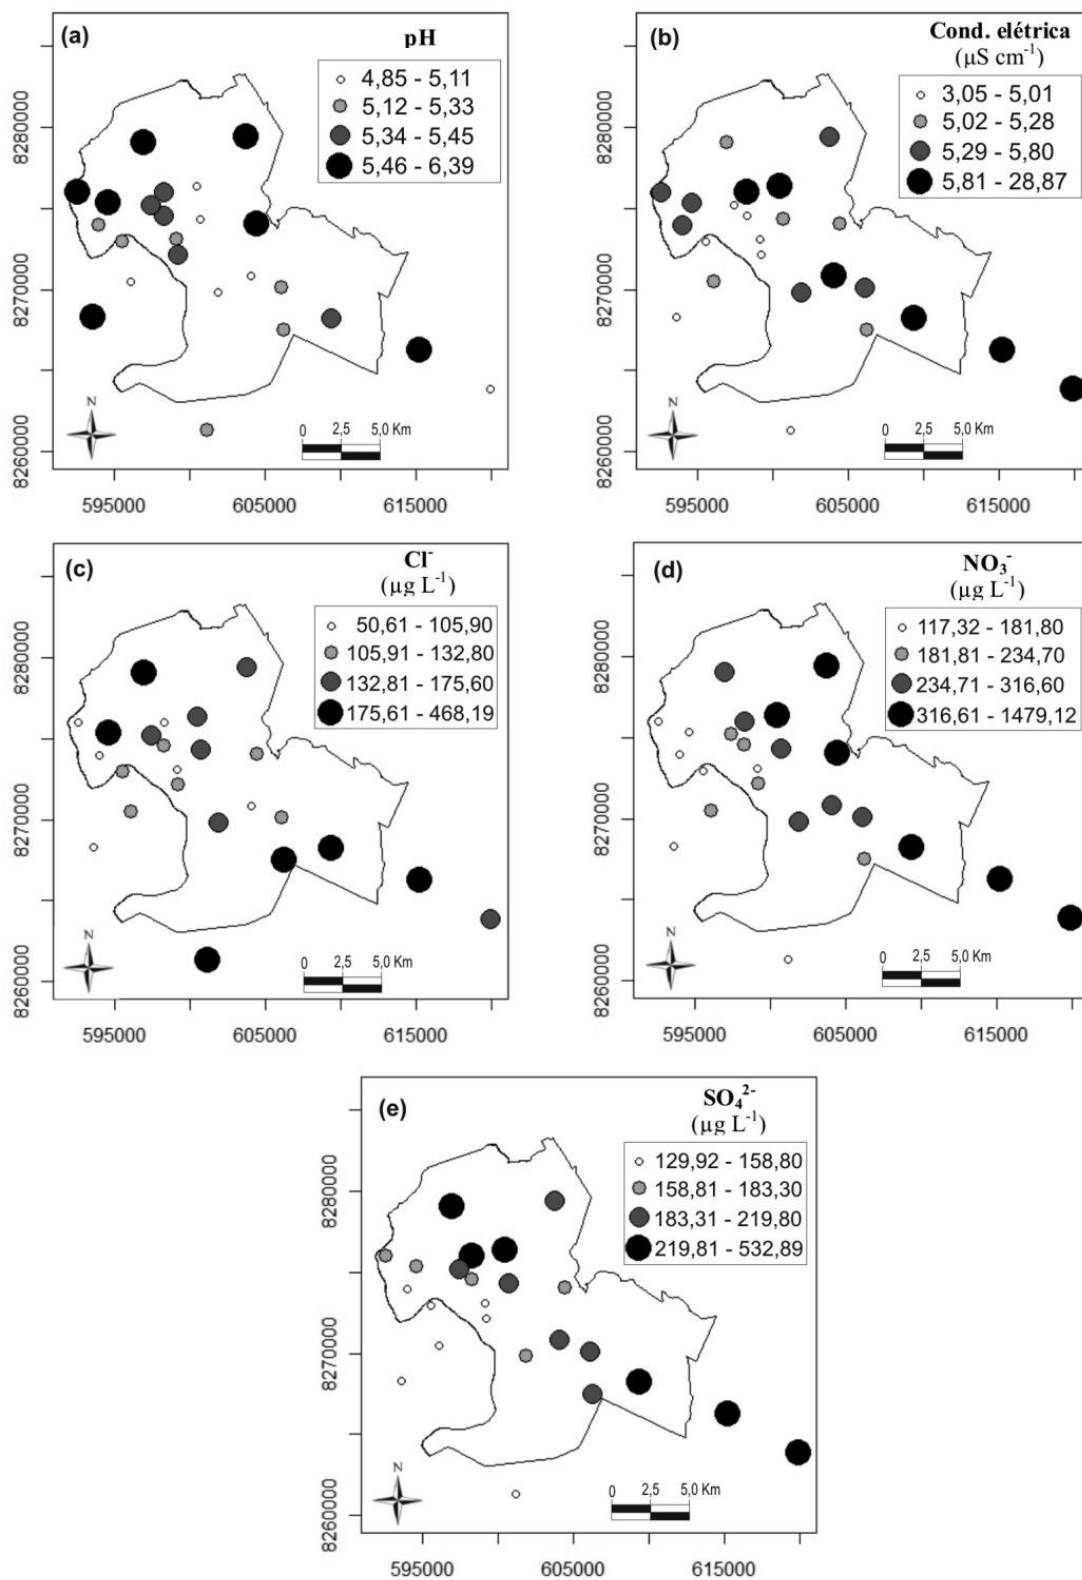 (a)
pH
4,85 - 5,11
5,12 - 5,33
5,34 - 5,45
5,46 - 6,39
8280000
8270000
8260000
N
0 2,5 5,0 Km
595000 605000 615000
(b)
Cond. elétrica
(µS cm⁻¹)
3,05 - 5,01
5,02 - 5,28
5,29 - 5,80
5,81 - 28,87
8280000
8270000
8260000
N
0 2,5 5,0 Km
595000 605000 615000
(c)
Cl⁻
(µg L⁻¹)
50,61 - 105,90
105,91 - 132,80
132,81 - 175,60
175,61 - 468,19
8280000
8270000
8260000
N
0 2,5 5,0 Km
595000 605000 615000
(d)
NO₃⁻
(µg L⁻¹)
117,32 - 181,80
181,81 - 234,70
234,71 - 316,60
316,61 - 1479,12
8280000
8270000
8260000
N
0 2,5 5,0 Km
595000 605000 615000
(e)
SO₄²⁻
(µg L⁻¹)
129,92 - 158,80
158,81 - 183,30
183,31 - 219,80
219,81 - 532,89
8280000
8270000
8260000
N
0 2,5 5,0 Km
595000 605000 615000